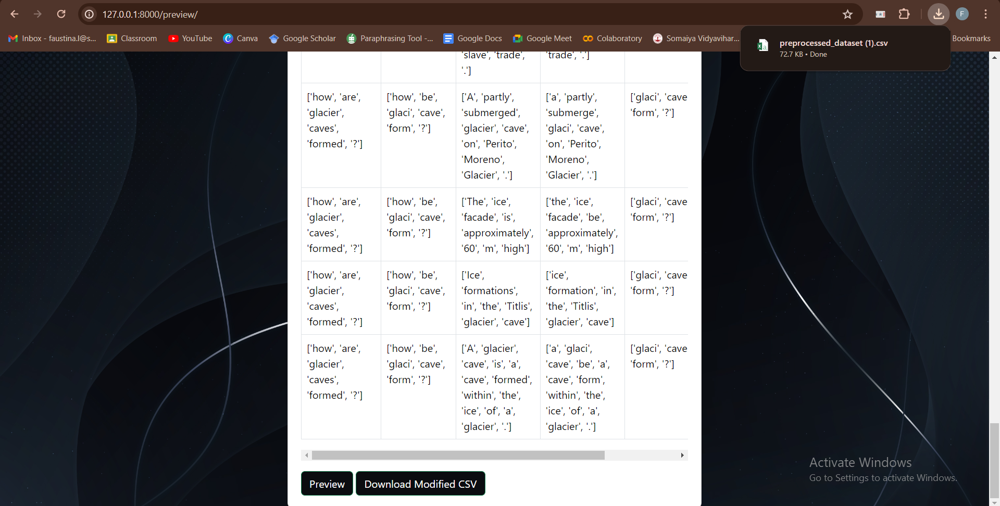 127.0.0.1:8000/preview/
F
Inbox - faustina.l@s... Classroom YouTube Canva Google Scholar Paraphrasing Tool -... Google Docs Google Meet Colaboratory Somaiya Vidyavihar... Bookmarks
preprocessed_dataset (1).csv
72.7 KB • Done
'slave', 'trade',
'.']
'trade', '.']
['how', 'are',
'glacier',
'caves',
'formed', '?']
['how', 'be',
'glaci', 'cave',
'form', '?']
['A', 'partly',
'submerged',
'glacier', 'cave',
'on', 'Perito',
'Moreno',
'Glacier', '.']
['a', 'partly',
'submerge',
'glaci', 'cave',
'on', 'Perito',
'Moreno',
'Glacier', '.']
['glaci', 'cave
'form', '?']
['how', 'are',
'glacier',
'caves',
'formed', '?']
['how', 'be',
'glaci', 'cave',
'form', '?']
['The', 'ice',
'facade', 'is',
'approximately',
'60', 'm', 'high']
['the', 'ice',
'facade', 'be',
'approximately',
'60', 'm', 'high']
['glaci', 'cave
'form', '?']
['how', 'are',
'glacier',
'caves',
'formed', '?']
['how', 'be',
'glaci', 'cave',
'form', '?']
['Ice',
'formations',
'in', 'the', 'Titlis',
'glacier', 'cave']
['ice',
'formation', 'in',
'the', 'Titlis',
'glacier', 'cave']
['glaci', 'cave
'form', '?']
['how', 'are',
'glacier',
'caves',
'formed', '?']
['how', 'be',
'glaci', 'cave',
'form', '?']
['A', 'glacier',
'cave', 'is', 'a',
'cave', 'formed',
'within', 'the',
'ice', 'of', 'a',
'glacier', '.']
['a', 'glaci',
'cave', 'be', 'a',
'cave', 'form',
'within', 'the',
'ice', 'of', 'a',
'glacier', '.']
['glaci', 'cave
'form', '?']
Preview
Download Modified CSV
Activate Windows
Go to Settings to activate Windows.